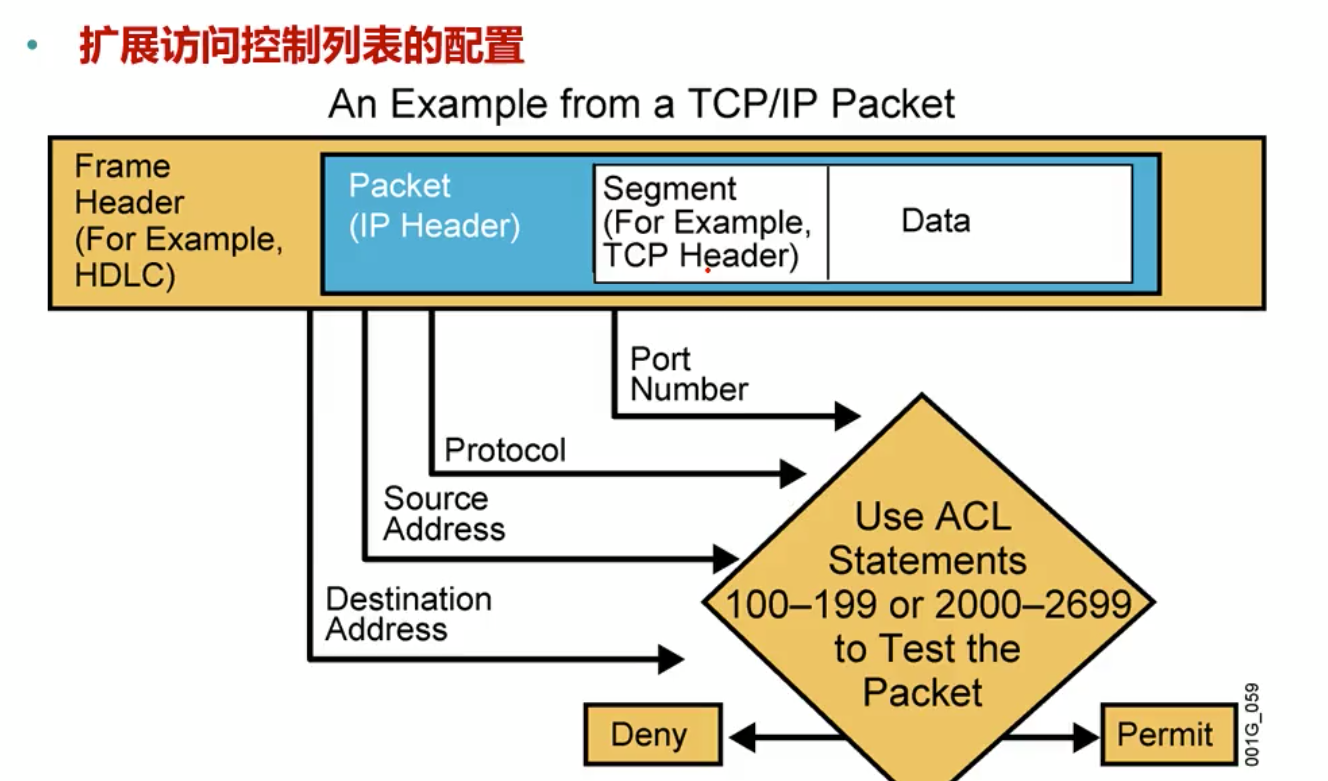 扩展访问控制列表的配置
An Example from a TCP/IP Packet
Frame
Header
(For Example,
HDLC)
Packet
(IP Header)
Segment
(For Example,
TCP Header)
Data
Port
Number
Protocol
Source
Address
Destination
Address
Use ACL
Statements
100–199 or 2000–2699
to Test the
Packet
Deny
Permit
001G_059